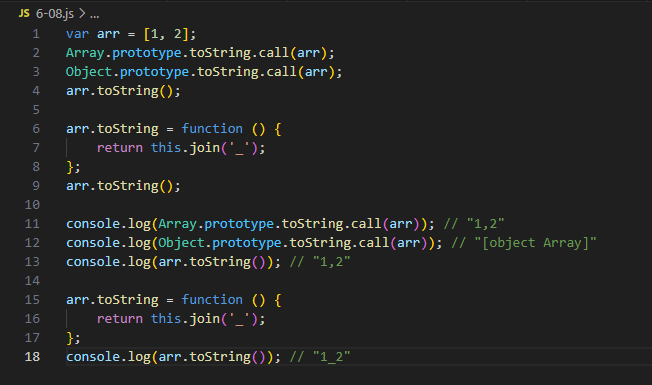 JS 6-08.js > ...
1 var arr = [1, 2];
2 Array.prototype.toString.call(arr);
3 Object.prototype.toString.call(arr);
4 arr.toString();
5
6 arr.toString = function () {
7     return this.join('_');
8 };
9 arr.toString();
10
11 console.log(Array.prototype.toString.call(arr)); // "1,2"
12 console.log(Object.prototype.toString.call(arr)); // "[object Array]"
13 console.log(arr.toString()); // "1,2"
14
15 arr.toString = function () {
16     return this.join('_');
17 };
18 console.log(arr.toString()); // "1_2"